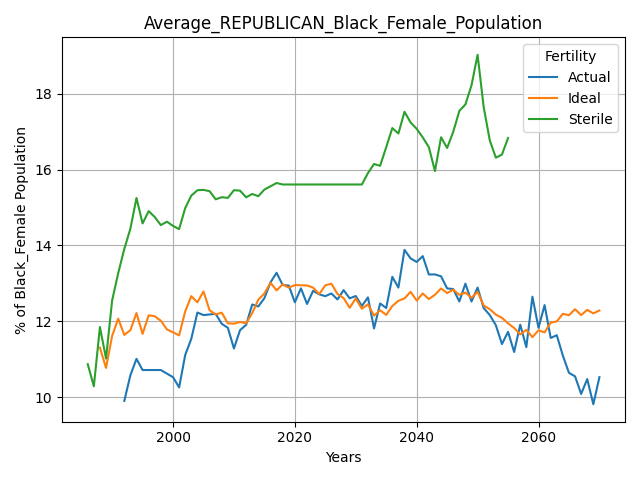 Average_REPUBLICAN_Black_Female_Population
% of Black_Female Population
18
16
14
12
10
2000 2020 2040 2060
Years
Fertility
Actual
Ideal
Sterile